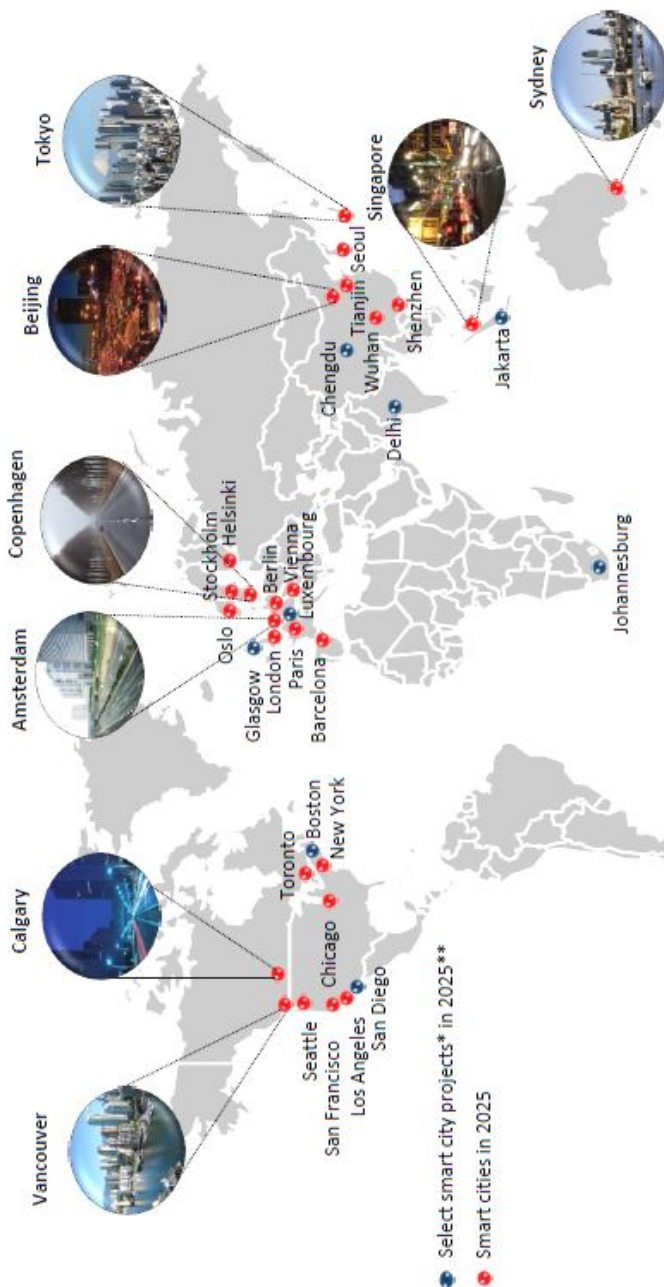 Vancouver
Calgary
Amsterdam
Copenhagen
Beijing
Tokyo
Stockholm
Helsinki
Oslo
Berlin
Vienna
Luxembourg
Glasgow
London
Paris
Barcelona
Toronto
Boston
New York
Chicago
Seattle
San Francisco
Los Angeles
San Diego
Chengdu
Tianjin
Seoul
Wuhan
Shenzhen
Delhi
Singapore
Jakarta
Sydney
Johannesburg
Select smart city projects* in 2025**
Smart cities in 2025